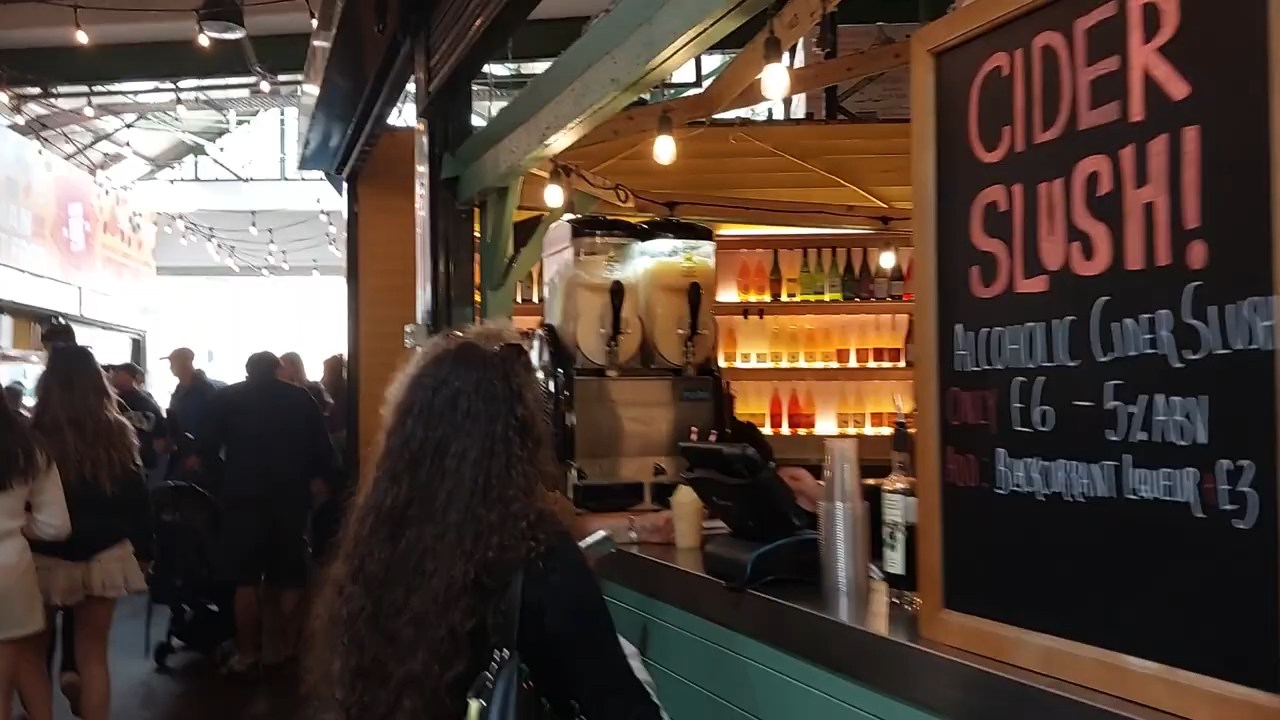 CIDER
SLUSH!
ALCOHOLIC CIDER SLUSH
ONLY £6 - 5% ABV
ADD: BLACKCURRANT LIQUEUR £3